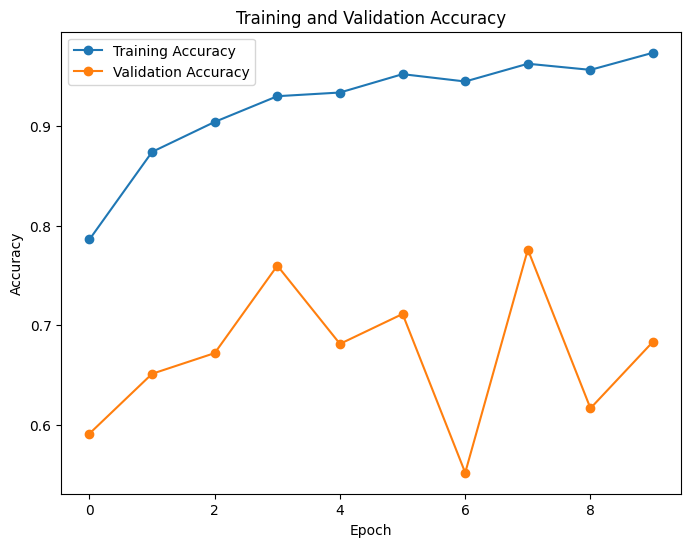 Training and Validation Accuracy
Training Accuracy
Validation Accuracy
Accuracy
0.9
0.8
0.7
0.6
0 2 4 6 8
Epoch